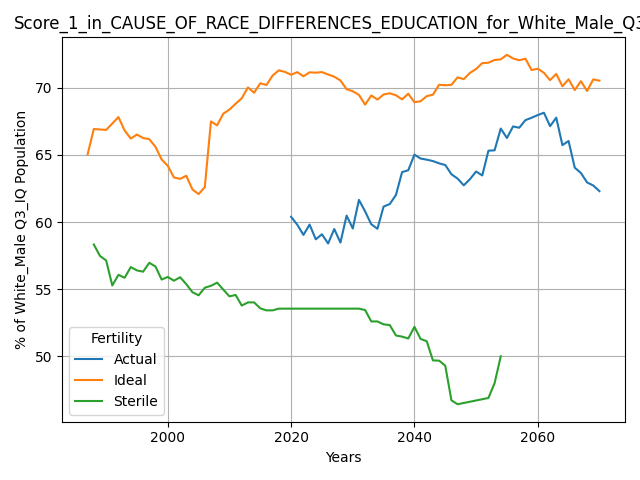 Score_1_in_CAUSE_OF_RACE_DIFFERENCES_EDUCATION_for_White_Male_Q3
% of White_Male Q3_IQ Population
70
65
60
55
50
Fertility
Actual
Ideal
Sterile
2000 2020 2040 2060
Years